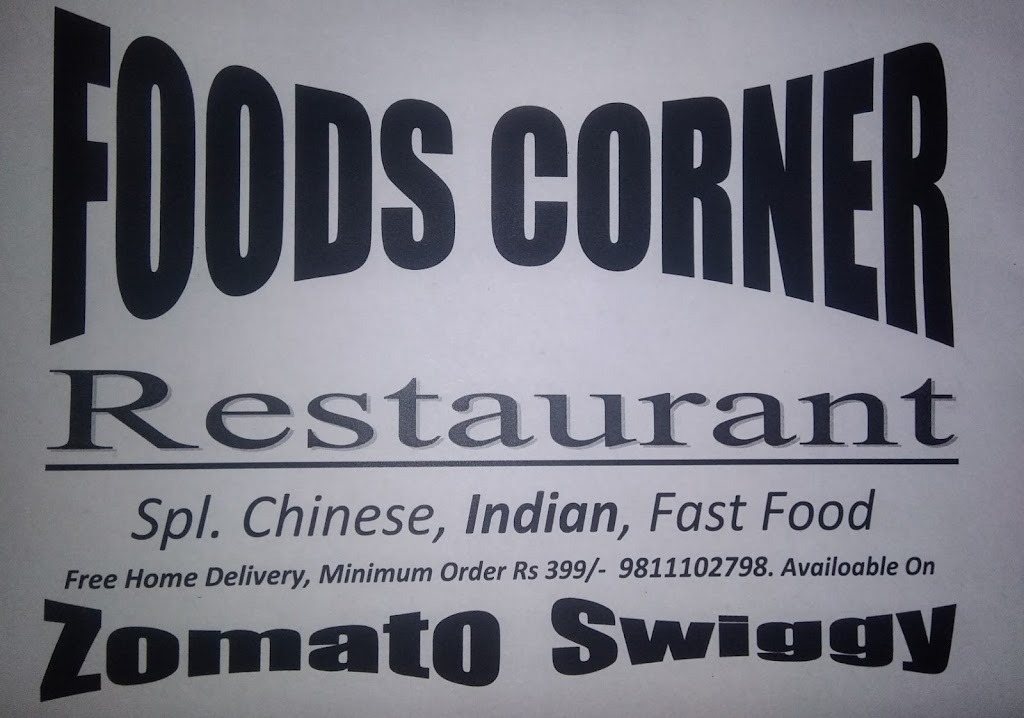 FOODS CORNER
Restaurant
Spl. Chinese, Indian, Fast Food
Free Home Delivery, Minimum Order Rs 399/- 9811102798. Availoable On
Zomato Swiggy